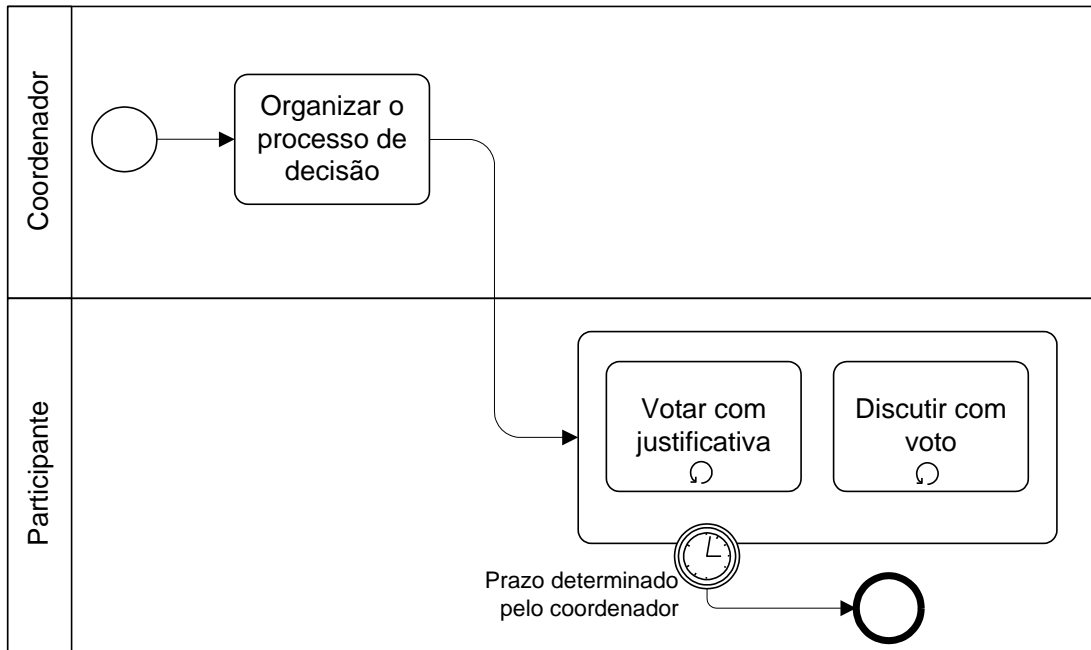 Coordenador
Organizar o
processo de
decisão
Participante
Votar com
justificativa
Discutir com
voto
Prazo determinado
pelo coordenador